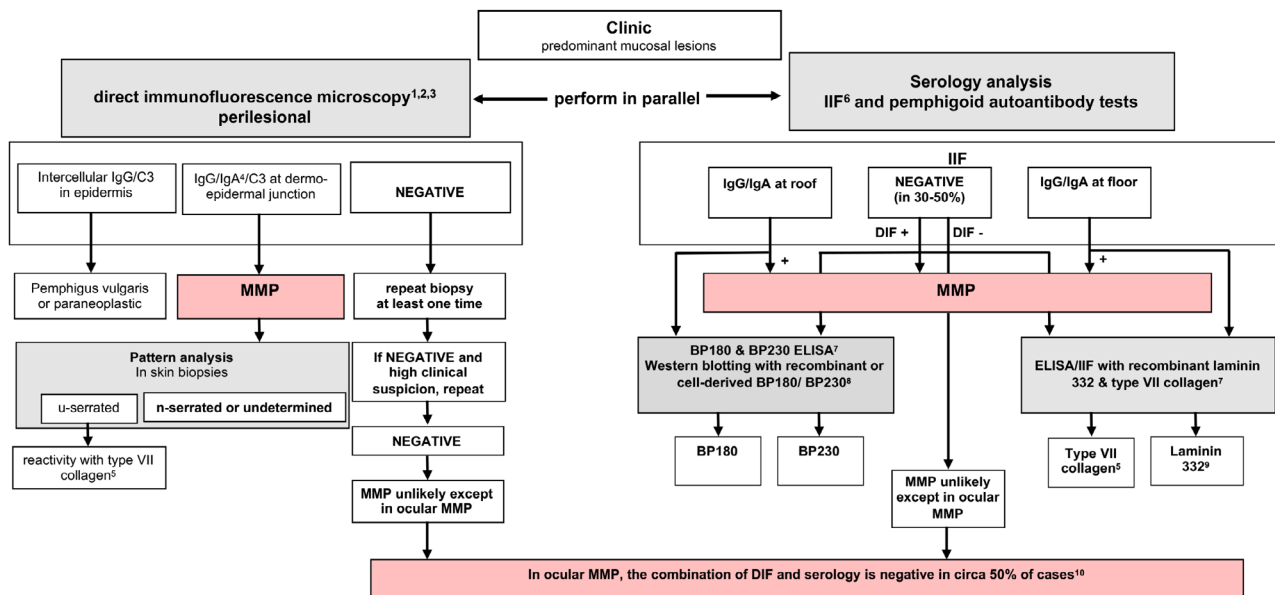 Clinic
predominant mucosal lesions
direct immunofluorescence microscopy1,2,3
perilesional
perform in parallel
Serology analysis
IIF6 and pemphigoid autoantibody tests
Intercellular IgG/C3
in epidermis
IgG/IgA4/C3 at dermo-
epidermal junction
NEGATIVE
IIF
IgG/IgA at roof
NEGATIVE
(in 30-50%)
IgG/IgA at floor
DIF +
DIF -
+
+
Pemphigus vulgaris
or paraneoplastic
MMP
repeat biopsy
at least one time
MMP
Pattern analysis
In skin biopsies
u-serrated
n-serrated or undetermined
If NEGATIVE and
high clinical
suspicion, repeat
BP180 & BP230 ELISA7
Western blotting with recombinant or
cell-derived BP180/ BP2308
ELISA/IIF with recombinant laminin
332 & type VII collagen7
NEGATIVE
reactivity with type VII
collagen5
BP180
BP230
Type VII
collagen5
Laminin
3329
MMP unlikely except
in ocular MMP
MMP unlikely
except in ocular
MMP
In ocular MMP, the combination of DIF and serology is negative in circa 50% of cases10